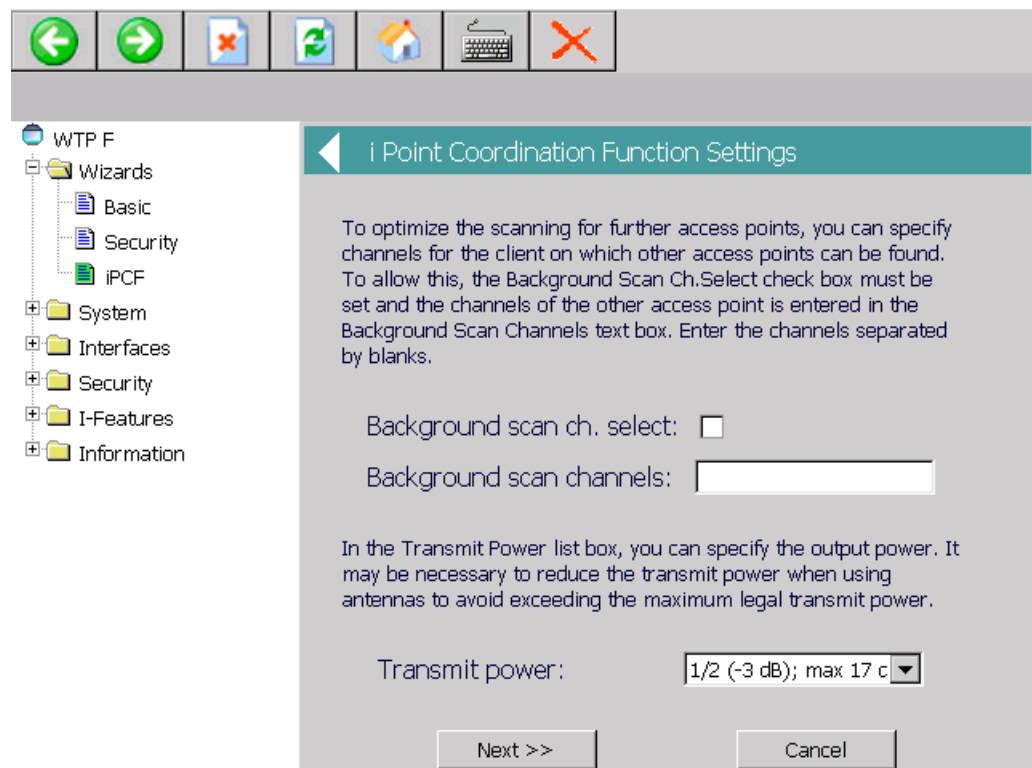 WTP F
Wizards
Basic
Security
iPCF
System
Interfaces
Security
I-Features
Information
i Point Coordination Function Settings
To optimize the scanning for further access points, you can specify
channels for the client on which other access points can be found.
To allow this, the Background Scan Ch.Select check box must be
set and the channels of the other access point is entered in the
Background Scan Channels text box. Enter the channels separated
by blanks.
Background scan ch. select:
Background scan channels:
In the Transmit Power list box, you can specify the output power. It
may be necessary to reduce the transmit power when using
antennas to avoid exceeding the maximum legal transmit power.
Transmit power: 1/2 (-3 dB); max 17 c
Next >> Cancel